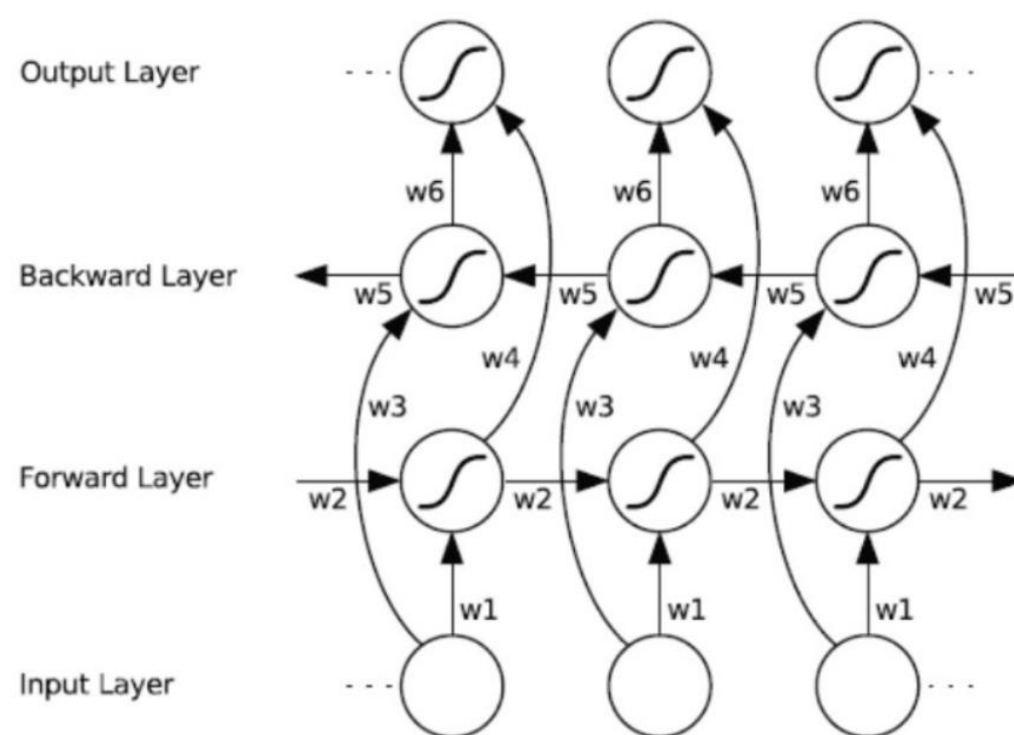 Output Layer
w6 w6 w6
Backward Layer
w5 w5 w5 w5
w4 w4 w4
w3 w3 w3
Forward Layer
w2 w2 w2 w2
w1 w1 w1
Input Layer